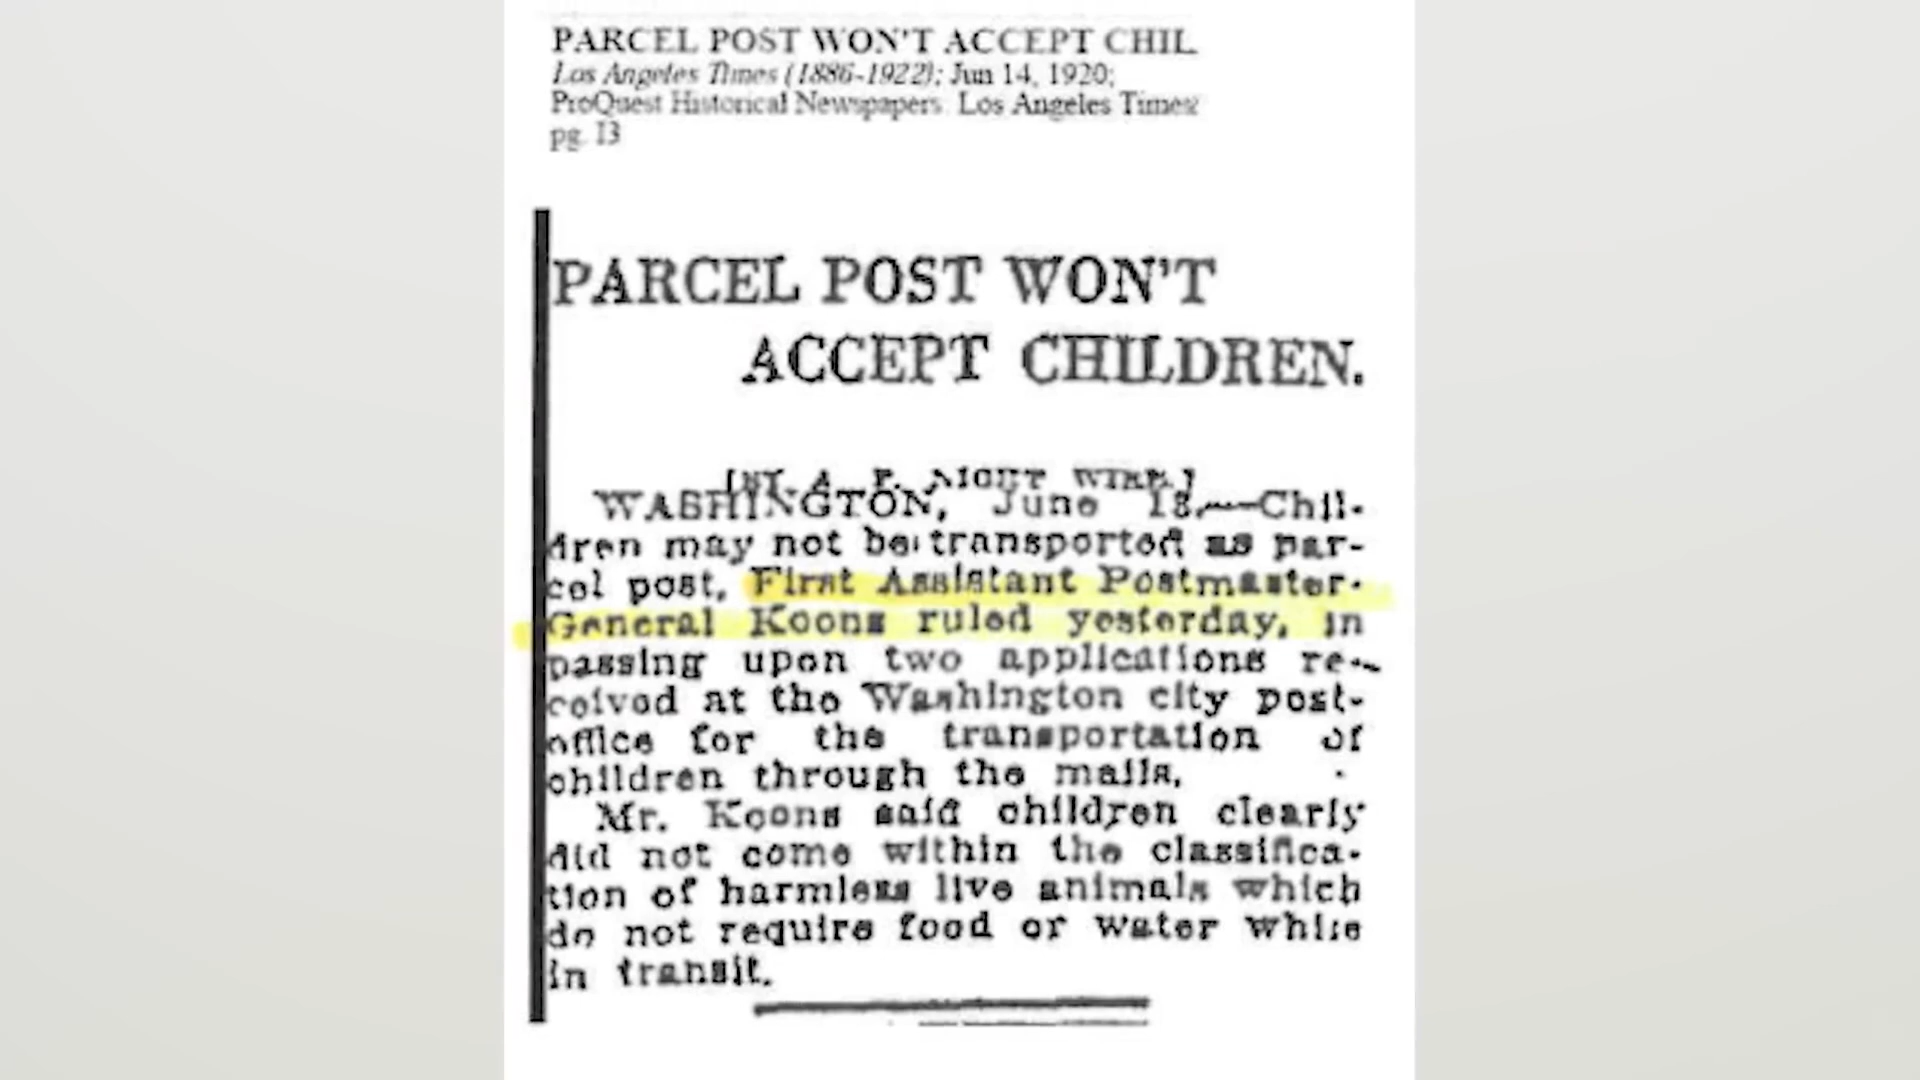 PARCEL POST WON'T ACCEPT CHIL
Los Angeles Times (1886-1922); Jun 14, 1920;
ProQuest Historical Newspapers Los Angeles Times
pg. 13
PARCEL POST WON'T
ACCEPT CHILDREN.
[BY A. P. NIGHT WIRE.]
WASHINGTON, June 13.—Chil-
dren may not be transported as par-
cel post, First Assistant Postmaster-
General Koons ruled yesterday, in
passing upon two applications re-
ceived at the Washington city post-
office for the transportation of
children through the mails.
Mr. Koons said children clearly
did not come within the classifica-
tion of harmless live animals which
do not require food or water while
in transit.